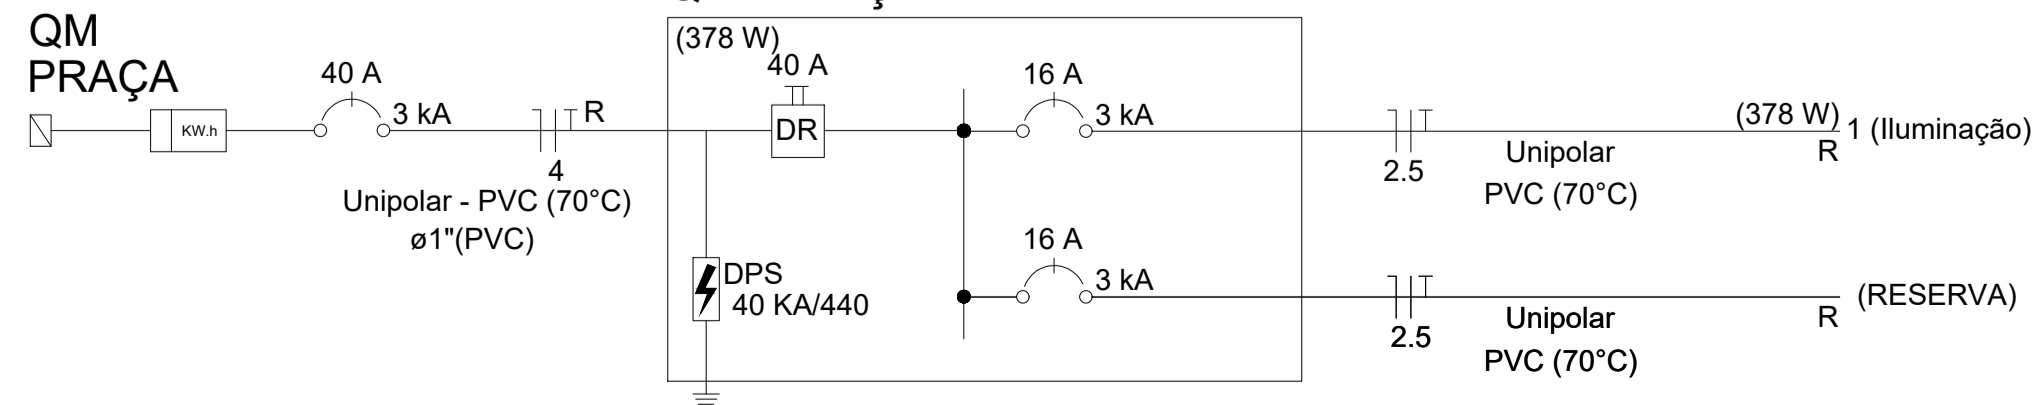 QM
PRAÇA
KW.h
40 A
3 kA
R
4
Unipolar - PVC (70°C)
ø1"(PVC)
(378 W)
40 A
DR
DPS
40 KA/440
16 A
3 kA
2.5
Unipolar
PVC (70°C)
(378 W)
R
1 (Iluminação)
16 A
3 kA
2.5
Unipolar
PVC (70°C)
R
(RESERVA)